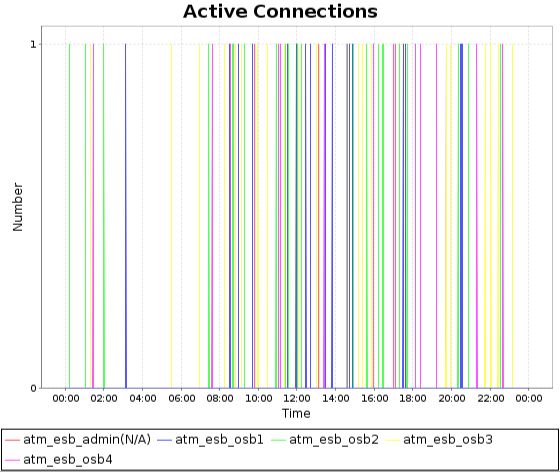 Active Connections
Number
1
0
00:00 02:00 04:00 06:00 08:00 10:00 12:00 14:00 16:00 18:00 20:00 22:00 00:00
Time
atm_esb_admin(N/A) atm_esb_osb1 atm_esb_osb2 atm_esb_osb3
atm_esb_osb4